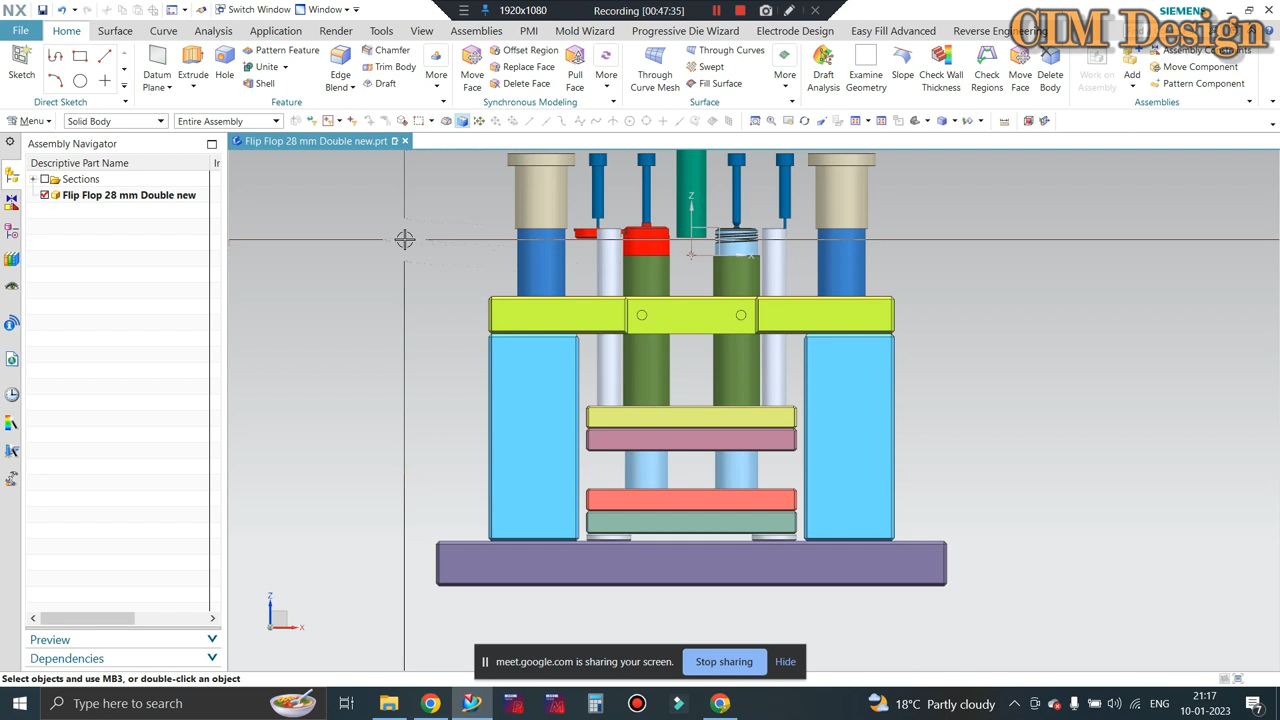 NX
Switch Window
Window
1920x1080
Recording [00:47:35]
SIEMENS
CIM Design
File
Home
Surface
Curve
Analysis
Application
Render
Tools
Assemblies
PMI
Mold Wizard
Progressive Die Wizard
Electrode Design
Easy Fill Advanced
Reverse Engineering
Sketch
Direct Sketch
Datum Plane
Extrude
Hole
Pattern Feature
Unite
Shell
Edge Blend
Chamfer
Trim Body
Draft
More
Feature
Move Face
Offset Region
Replace Face
Delete Face
Pull Face
More
Synchronous Modeling
Through Curve Mesh
Through Curves
Swept
Fill Surface
More
Surface
Draft Analysis
Examine Geometry
Slope
Check Wall Thickness
Check Regions
Move Face
Delete Body
Work on Assembly
Add
Assembly Constraints
Move Component
Pattern Component
Assemblies
Menu
Solid Body
Entire Assembly
Assembly Navigator
Flip Flop 28 mm Double new.prt
Descriptive Part Name
Sections
Flip Flop 28 mm Double new
Z
X
Z
X
Preview
Dependencies
meet.google.com is sharing your screen.
Stop sharing
Hide
Select objects and use MB3, or double-click an object
Type here to search
18°C Partly cloudy
ENG
21:17
10-01-2023
7